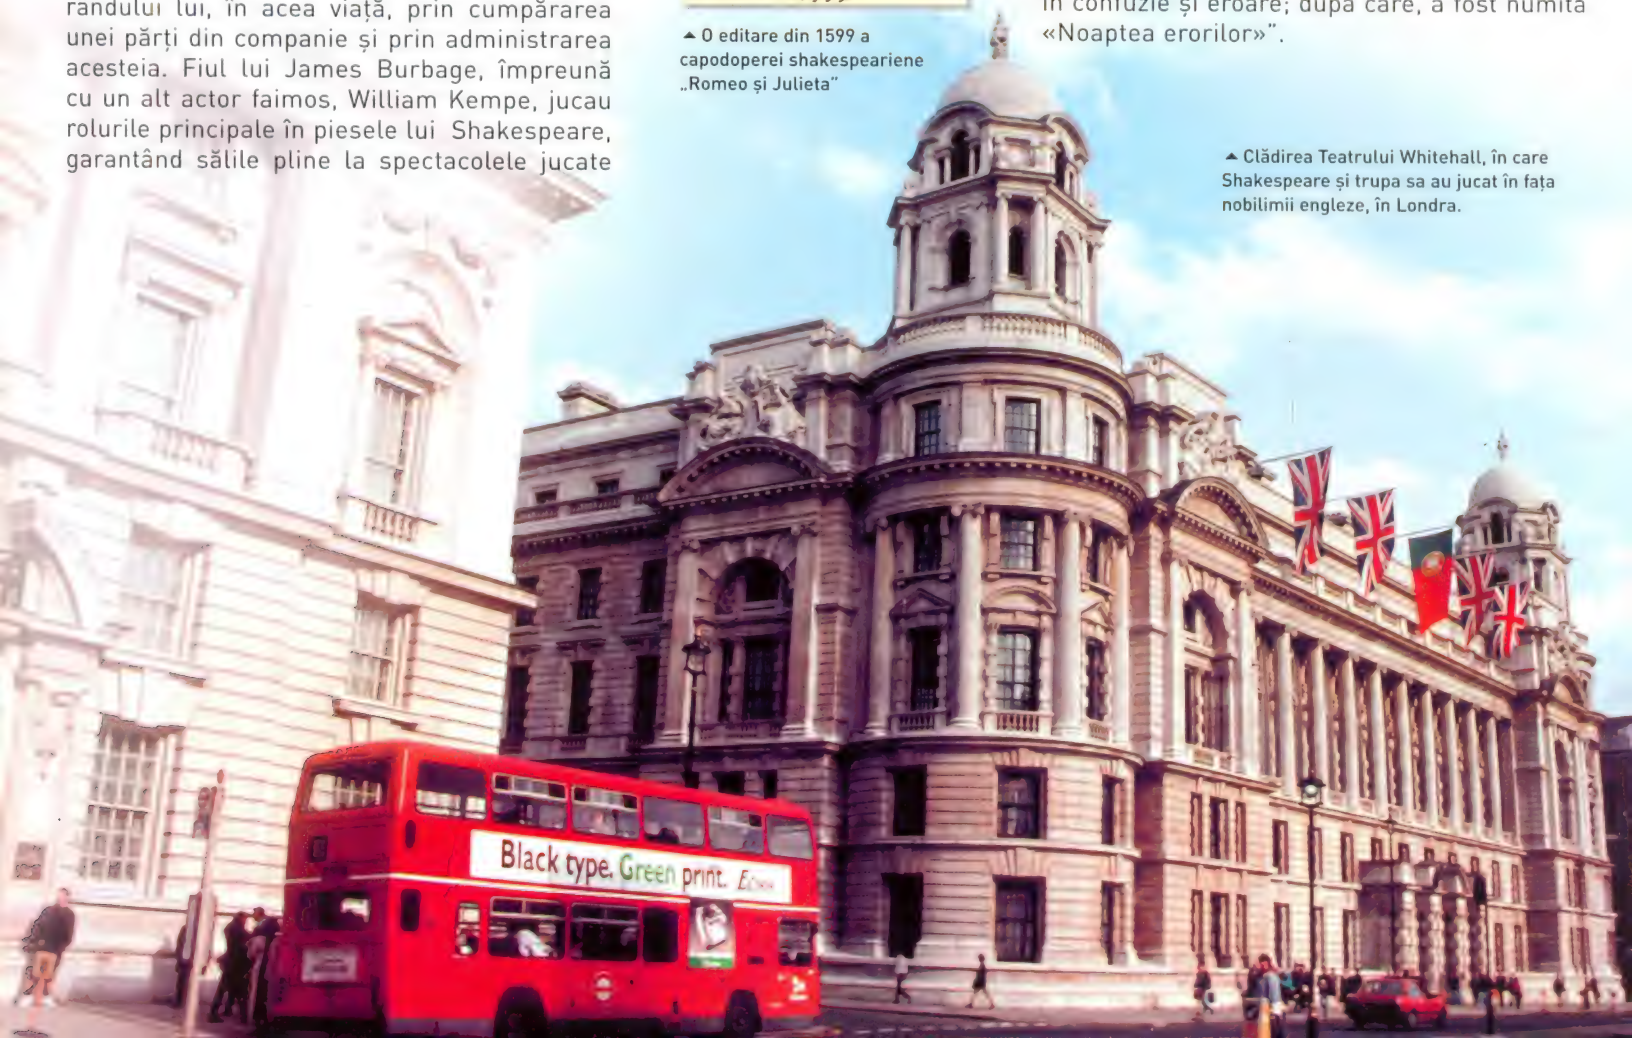 rândului lui, în acea viață, prin cumpărarea
unei părți din companie și prin administrarea
acesteia. Fiul lui James Burbage, împreună
cu un alt actor faimos, William Kempe, jucau
rolurile principale în piesele lui Shakespeare,
garantând sălile pline la spectacolele jucate
▲ O editare din 1599 a
capodoperei shakespeariene
„Romeo și Julieta”
în confuzie și eroare; după care, a fost numită
«Noaptea erorilor»”.
▲ Clădirea Teatrului Whitehall, în care
Shakespeare și trupa sa au jucat în fața
nobilimii engleze, în Londra.
Black type. Green print.